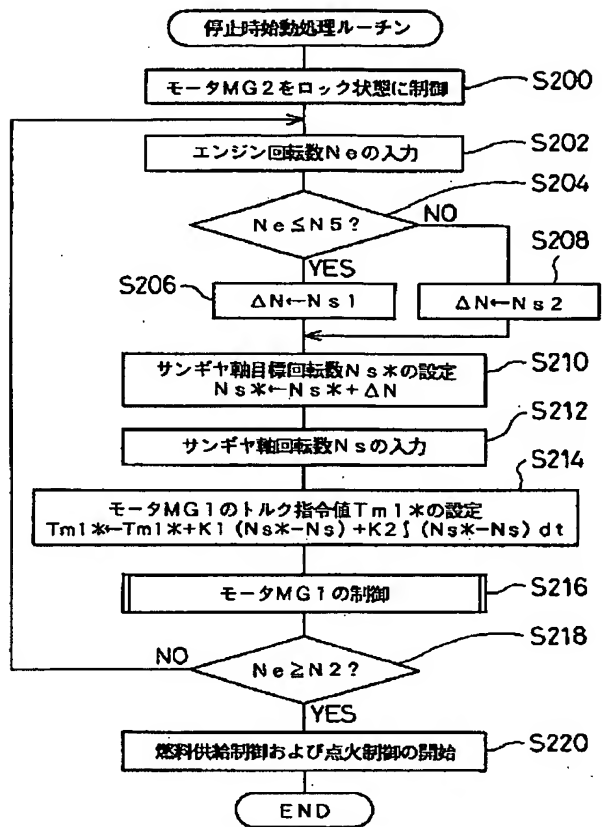 停止時始動処理ルーチン
モータMG2をロック状態に制御
S200
エンジン回転数Neの入力
S202
S204
Ne≦N5?
NO
YES
S206
S208
ΔN←Ns1
ΔN←Ns2
S210
サンギヤ軸目標回転数Ns*の設定
Ns*←Ns*+ΔN
S212
サンギヤ軸回転数Nsの入力
S214
モータMG1のトルク指令値Tm1*の設定
Tm1*←Tm1*+K1(Ns*−Ns)+K2∫(Ns*−Ns)dt
モータMG1の制御
S216
S218
NO
Ne≧N2?
YES
S220
燃料供給制御および点火制御の開始
END